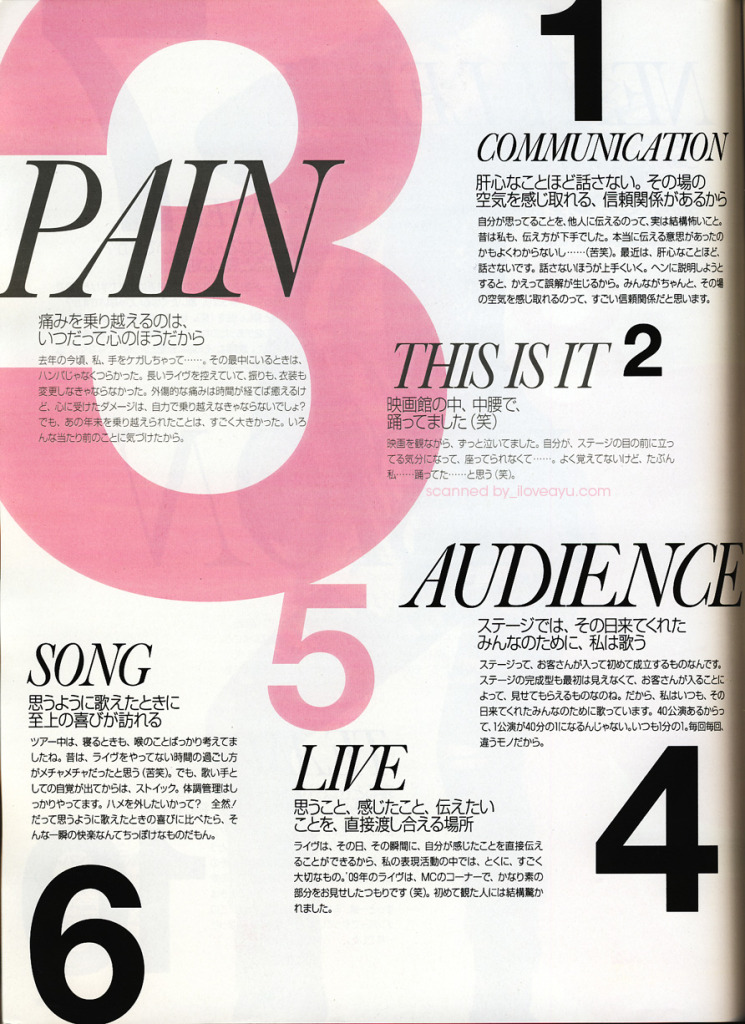 1
COMMUNICATION
肝心なことほど話さない。その場の
空気を感じ取れる、信頼関係があるから
自分が思ってることを、他人に伝えるのって、実は結構怖いこと。
昔は私も、伝え方が下手でした。本当に伝える意思があったの
かもよくわからないし……(苦笑)。最近は、肝心なことほど、
話さないです。話さないほうが上手くいく。ヘンに説明しようと
すると、かえって誤解が生じるから。みんながちゃんと、その場
の空気を感じ取れるのって、すごい信頼関係だと思います。
2
THIS IS IT
映画館の中、中腰で、
踊ってました(笑)
映画を観ながら、ずっと泣いてました。自分が、ステージの目の前に立っ
てる気分になって、座ってられなくて……。よく覚えてないけど、たぶん
私……踊ってた……と思う(笑)。
scanned by_iloveayu.com
3
PAIN
痛みを乗り越えるのは、
いつだって心のほうだから
去年の今頃、私、手をケガしちゃって……。その最中にいるときは、
ハンパじゃなくつらかった。長いライヴを控えていて、振りも、衣装も
変更しなきゃならなかった。外傷的な痛みは時間が経てば癒えるけ
ど、心に受けたダメージは、自力で乗り越えなきゃならないでしょ?
でも、あの年末を乗り越えられたことは、すごく大きかった。いろ
んな当たり前のことに気づけたから。
AUDIENCE
ステージでは、その日来てくれた
みんなのために、私は歌う
ステージって、お客さんが入って初めて成立するものなんです。
ステージの完成型も最初は見えなくて、お客さんが入ることに
よって、見せてもらえるものなのね。だから、私はいつも、その
日来てくれたみんなのために歌っています。40公演あるからっ
て、1公演が40分の1になるんじゃない。いつも1分の1。毎回毎回、
違うモノだから。
4
5
LIVE
思うこと、感じたこと、伝えたい
ことを、直接渡し合える場所
ライヴは、その日、その瞬間に、自分が感じたことを直接伝え
ることができるから、私の表現活動の中では、とくに、すごく
大切なもの。'09年のライヴは、MCのコーナーで、かなり素の
部分をお見せしたつもりです(笑)。初めて観た人には結構驚か
れました。
SONG
思うように歌えたときに
至上の喜びが訪れる
ツアー中は、寝るときも、喉のことばっかり考えてま
したね。昔は、ライヴをやってない時間の過ごし方
がメチャメチャだったと思う(苦笑)。でも、歌い手と
しての自覚が出てからは、ストイック。体調管理はし
っかりやってます。ハメを外したいかって? 全然!
だって思うように歌えたときの喜びに比べたら、そ
んな一瞬の快楽なんてちっぽけなものだもん。
6